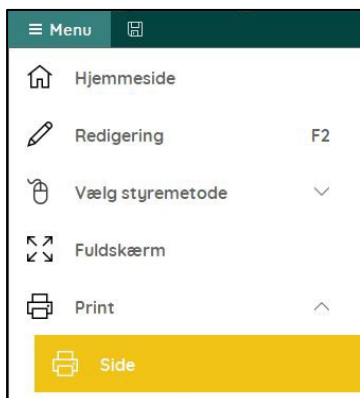 Menu
Hjemmeside
Redigering F2
Vælg styremetode
Fuldskærm
Print
Side